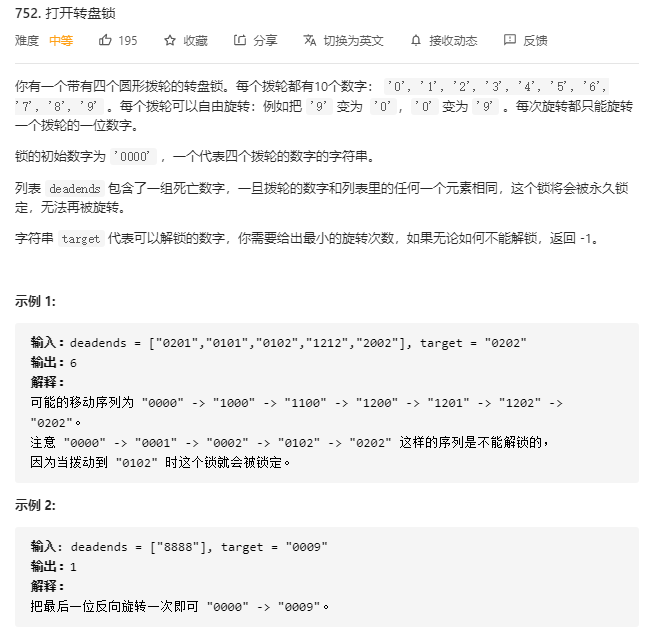 752. 打开转盘锁
难度 中等 195 收藏 分享 切换为英文 接收动态 反馈
你有一个带有四个圆形拨轮的转盘锁。每个拨轮都有10个数字： '0', '1', '2', '3', '4', '5', '6',
'7', '8', '9' 。每个拨轮可以自由旋转：例如把 '9' 变为 '0'，'0' 变为 '9' 。每次旋转都只能旋转
一个拨轮的一位数字。
锁的初始数字为 '0000' ，一个代表四个拨轮的数字的字符串。
列表 deadends 包含了一组死亡数字，一旦拨轮的数字和列表里的任何一个元素相同，这个锁将会被永久锁
定，无法再被旋转。
字符串 target 代表可以解锁的数字，你需要给出最小的旋转次数，如果无论如何不能解锁，返回 -1。
示例 1:
输入：deadends = ["0201","0101","0102","1212","2002"], target = "0202"
输出：6
解释：
可能的移动序列为 "0000" -> "1000" -> "1100" -> "1200" -> "1201" -> "1202" ->
"0202"。
注意 "0000" -> "0001" -> "0002" -> "0102" -> "0202" 这样的序列是不能解锁的，
因为当拨动到 "0102" 时这个锁就会被锁定。
示例 2:
输入: deadends = ["8888"], target = "0009"
输出：1
解释：
把最后一位反向旋转一次即可 "0000" -> "0009"。